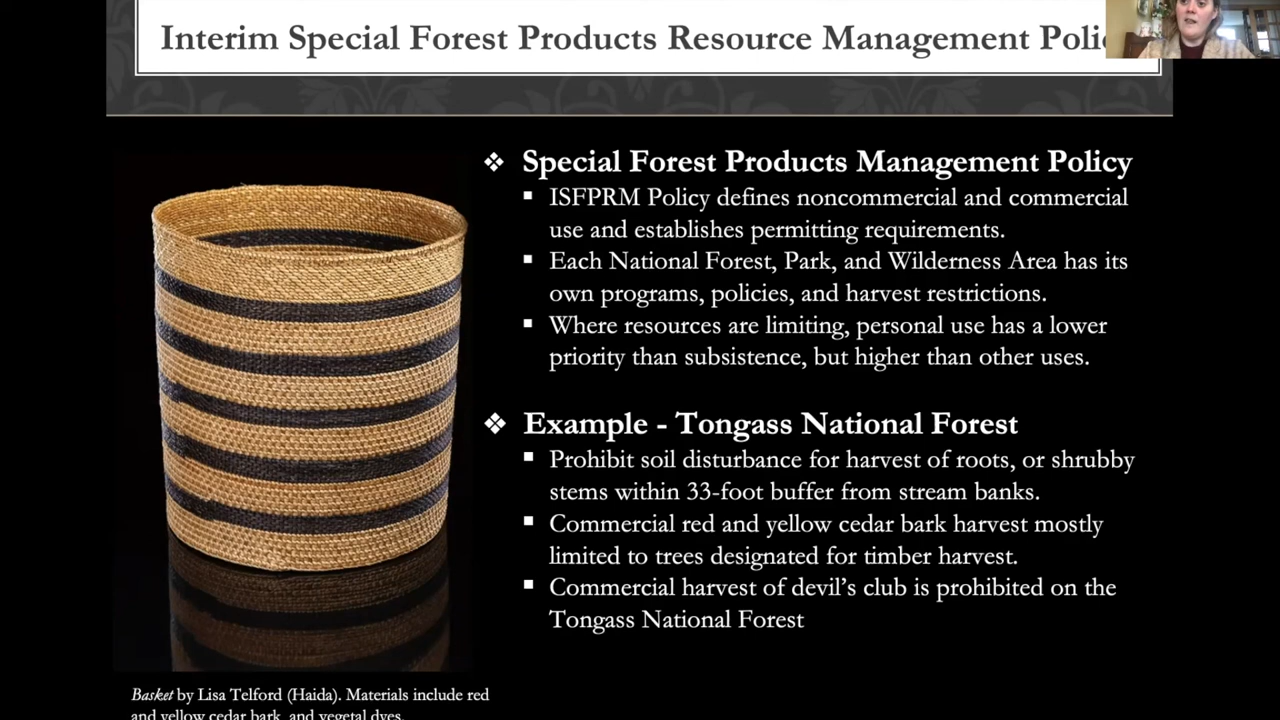 Interim Special Forest Products Resource Management
❖ Special Forest Products Management Policy
▪ ISFPRM Policy defines noncommercial and commercial
use and establishes permitting requirements.
▪ Each National Forest, Park, and Wilderness Area has its
own programs, policies, and harvest restrictions.
▪ Where resources are limiting, personal use has a lower
priority than subsistence, but higher than other uses.
❖ Example - Tongass National Forest
▪ Prohibit soil disturbance for harvest of roots, or shrubby
stems within 33-foot buffer from stream banks.
▪ Commercial red and yellow cedar bark harvest mostly
limited to trees designated for timber harvest.
▪ Commercial harvest of devil’s club is prohibited on the
Tongass National Forest
Basket by Lisa Telford (Haida). Materials include red
and yellow cedar bark, and vegetal dyes.